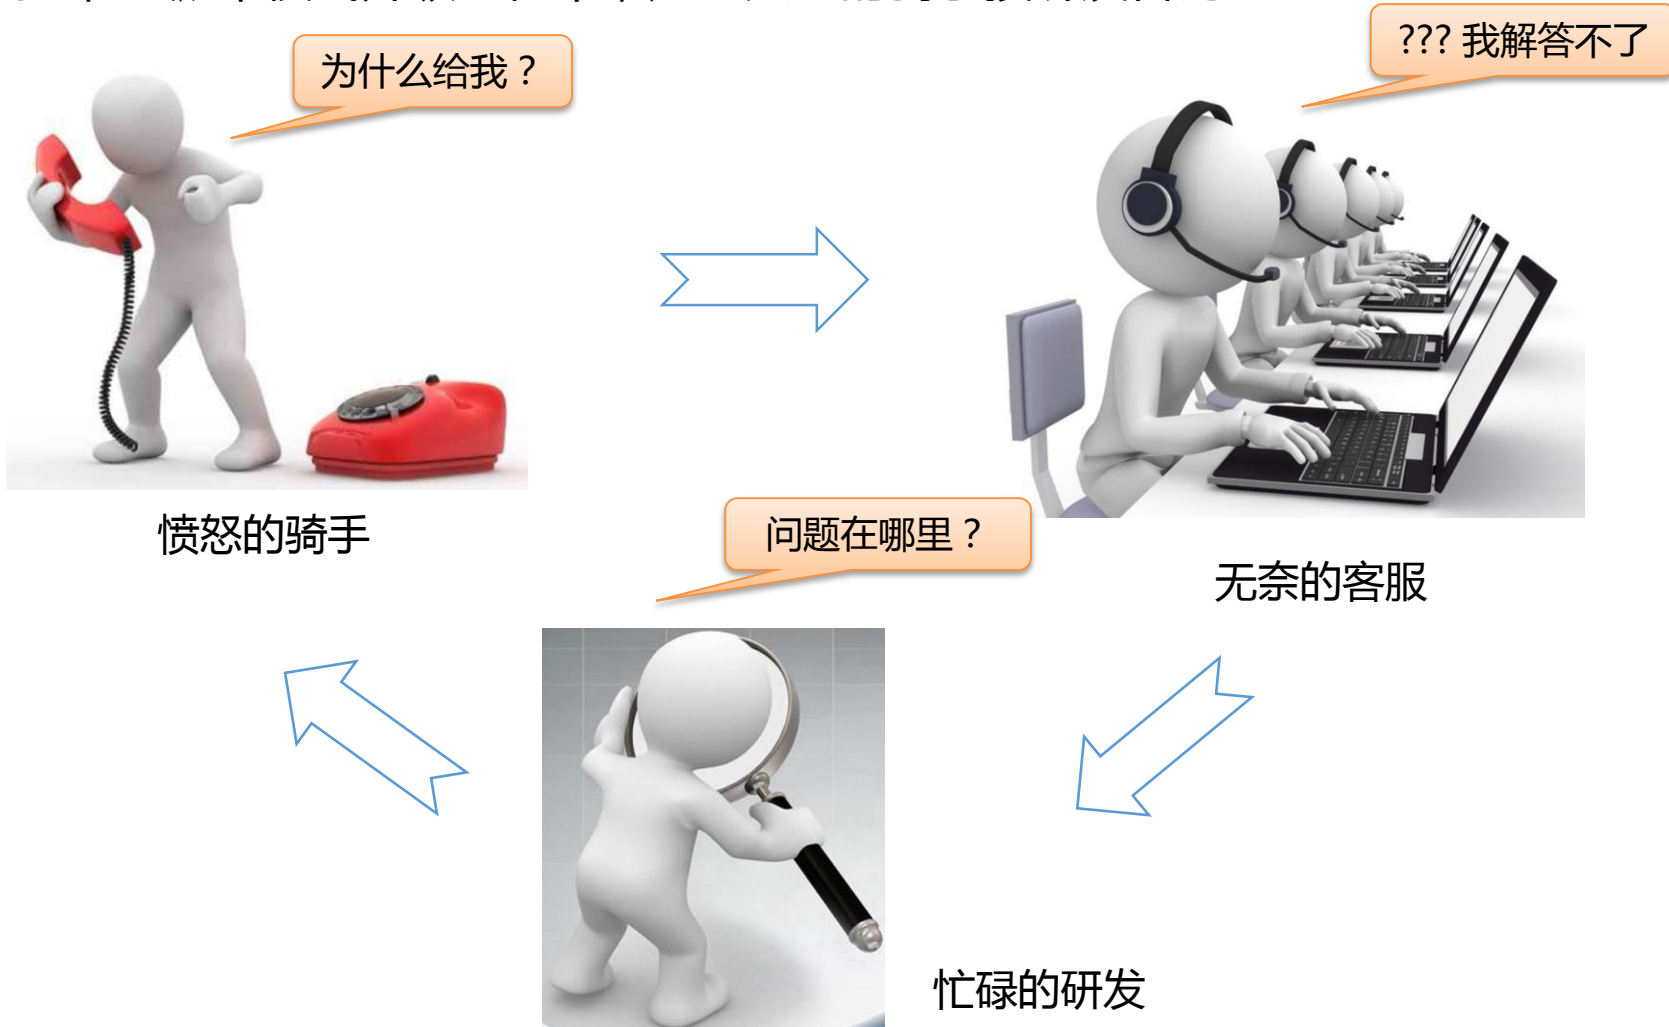 为什么给我？
??? 我解答不了
愤怒的骑手
问题在哪里？
无奈的客服
忙碌的研发